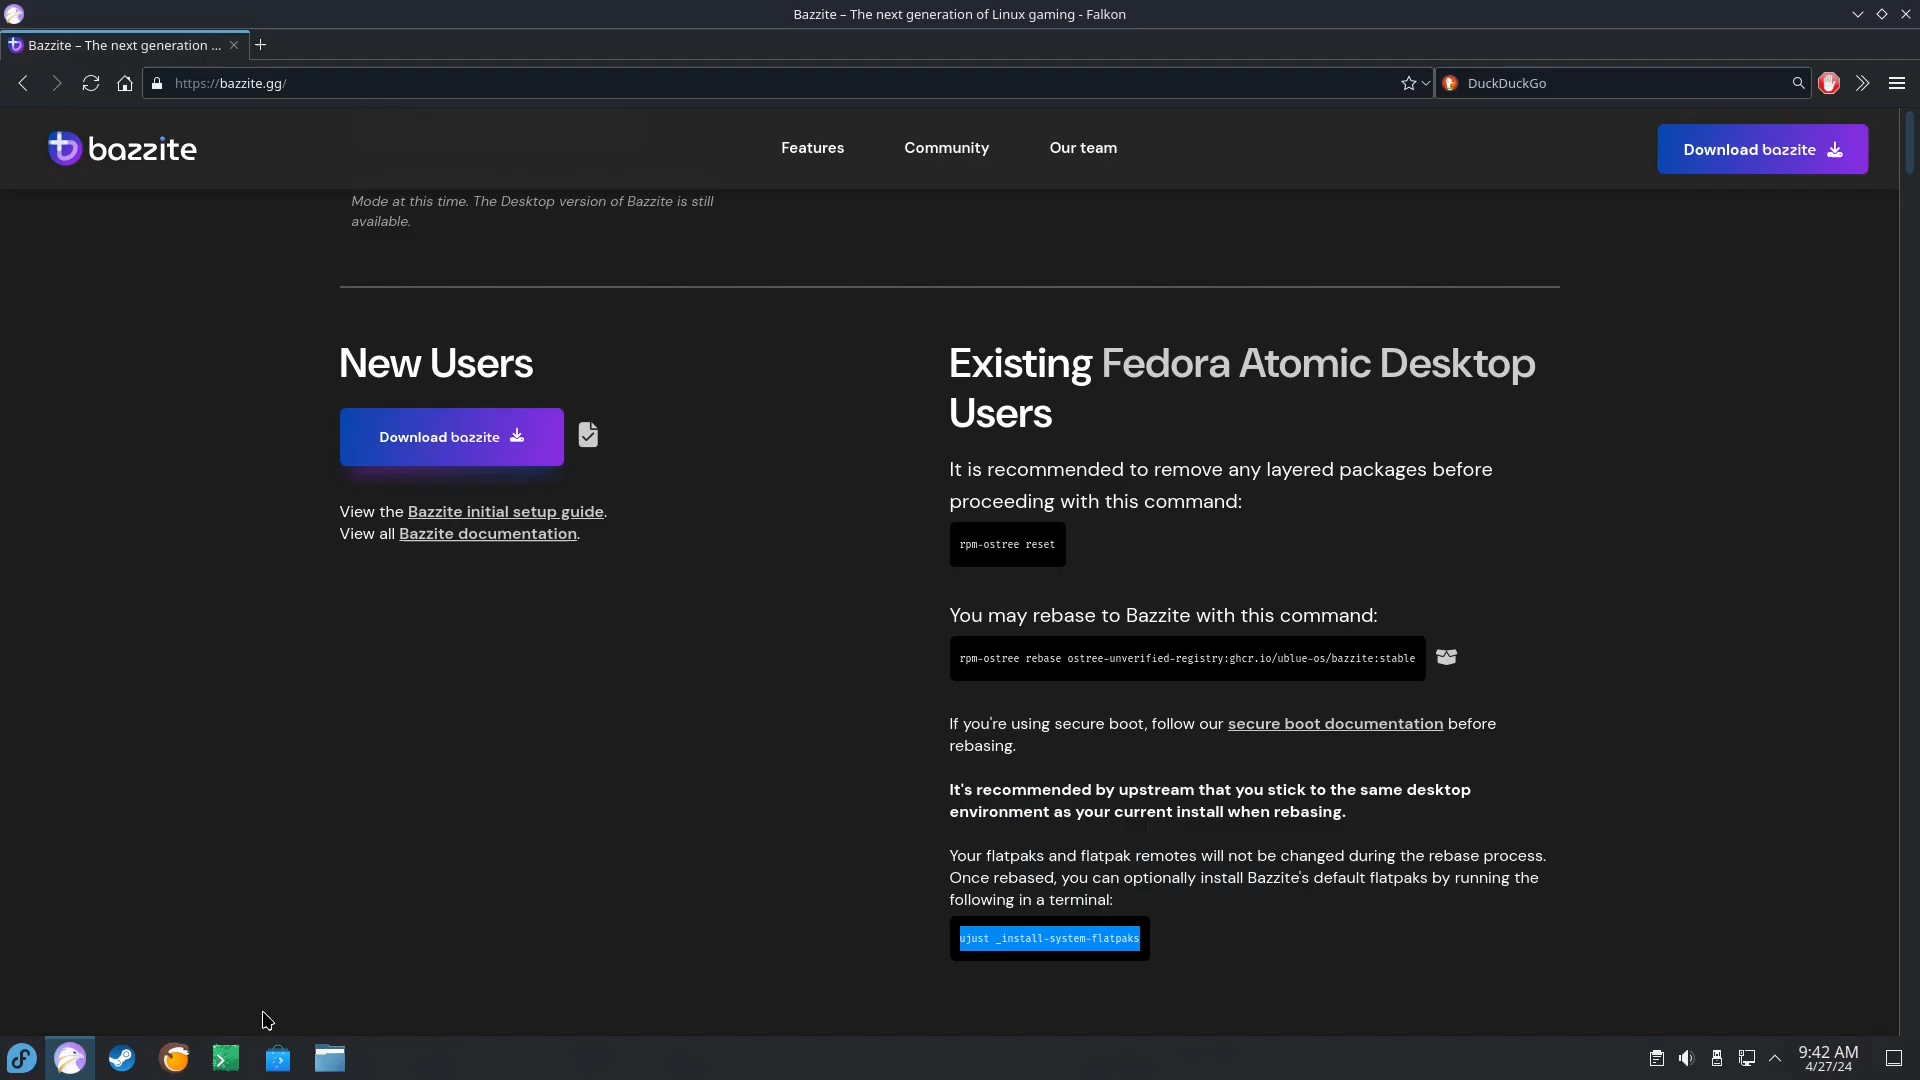 Bazzite – The next generation of Linux gaming - Falkon
Bazzite – The next generation ...
https://bazzite.gg/
DuckDuckGo
bazzite
Features
Community
Our team
Download bazzite
Mode at this time. The Desktop version of Bazzite is still
available.
New Users
Download bazzite
View the Bazzite initial setup guide.
View all Bazzite documentation.
Existing Fedora Atomic Desktop
Users
It is recommended to remove any layered packages before
proceeding with this command:
rpm-ostree reset
You may rebase to Bazzite with this command:
rpm-ostree rebase ostree-unverified-registry:ghcr.io/ublue-os/bazzite:stable
If you're using secure boot, follow our secure boot documentation before
rebasing.
It's recommended by upstream that you stick to the same desktop
environment as your current install when rebasing.
Your flatpaks and flatpak remotes will not be changed during the rebase process.
Once rebased, you can optionally install Bazzite's default flatpaks by running the
following in a terminal:
ujust _install-system-flatpaks
9:42 AM
4/27/24